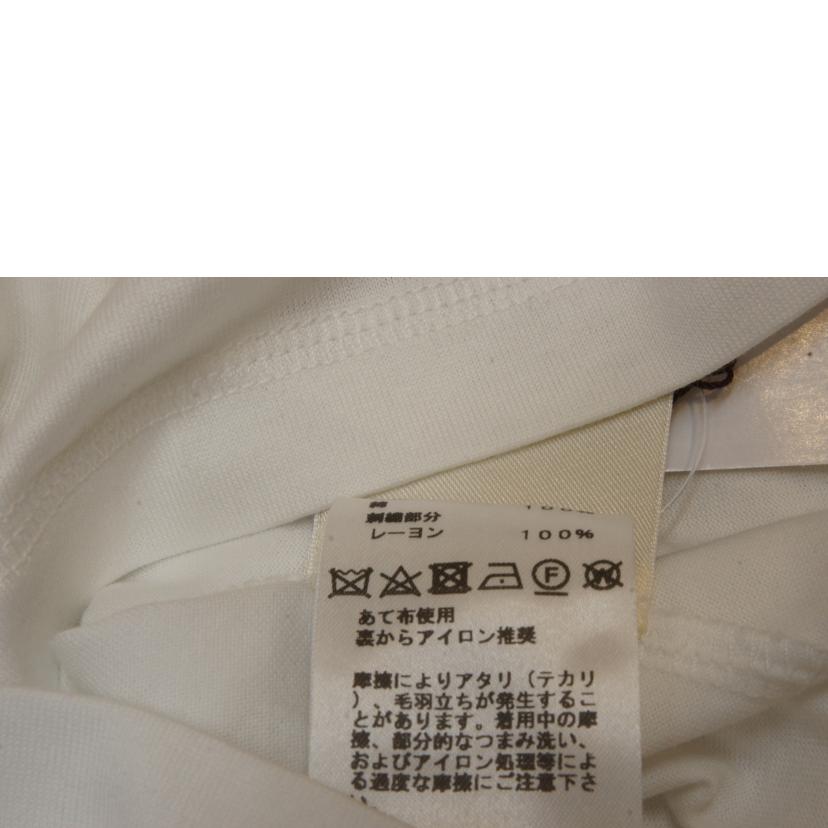 綿 100%
刺繍部分
レーヨン 100%
F W
あて布使用
裏からアイロン推奨
摩擦によりアタリ（テカリ
）、毛羽立ちが発生するこ
とがあります。着用中の摩
擦、部分的なつまみ洗い、
およびアイロン処理等によ
る過度な摩擦にご注意下さ
い